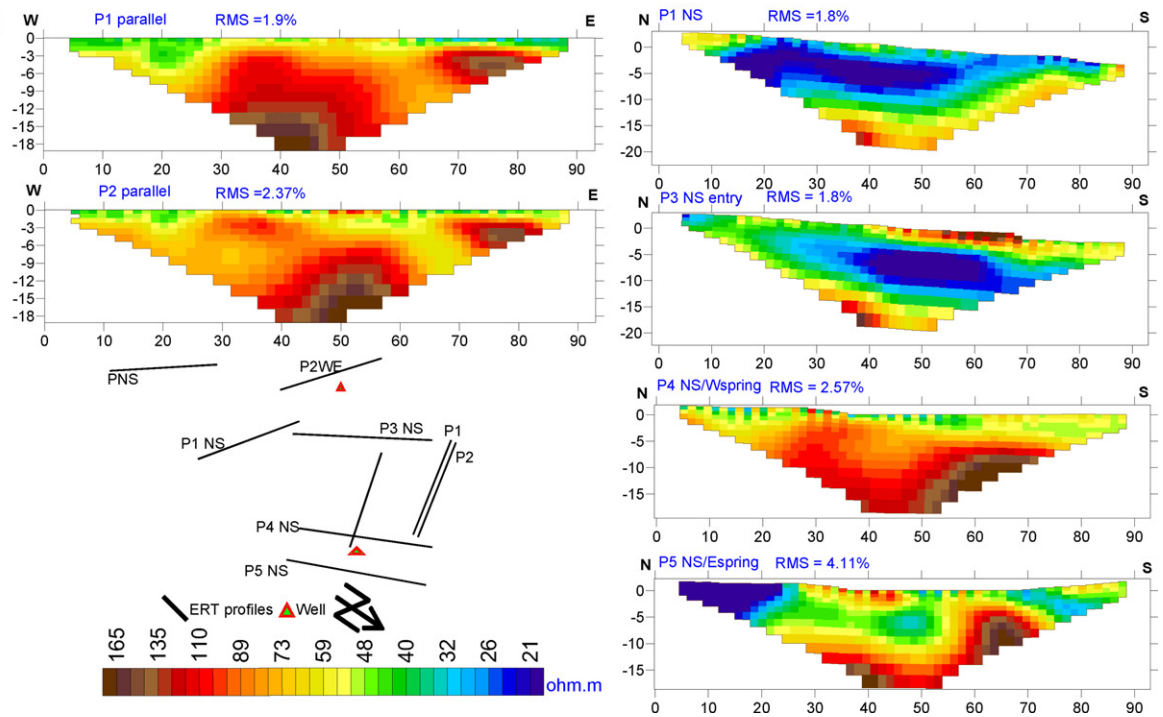 W P1 parallel RMS =1.9% E
0
-3
-6
-9
-12
-15
-18
0 10 20 30 40 50 60 70 80 90
W P2 parallel RMS =2.37% E
0
-3
-6
-9
-12
-15
-18
0 10 20 30 40 50 60 70 80 90
PNS
P2WE
P1 NS
P3 NS
P1
P2
P4 NS
P5 NS
ERT profiles Well
165 135 110 89 73 59 48 40 32 26 21
ohm.m
N P1 NS RMS =1.8% S
0
-5
-10
-15
-20
0 10 20 30 40 50 60 70 80 90
N P3 NS entry RMS = 1.8% S
0
-5
-10
-15
-20
0 10 20 30 40 50 60 70 80 90
N P4 NS/Wspring RMS = 2.57% S
0
-5
-10
-15
0 10 20 30 40 50 60 70 80 90
N P5 NS/Espring RMS = 4.11% S
0
-5
-10
-15
0 10 20 30 40 50 60 70 80 90